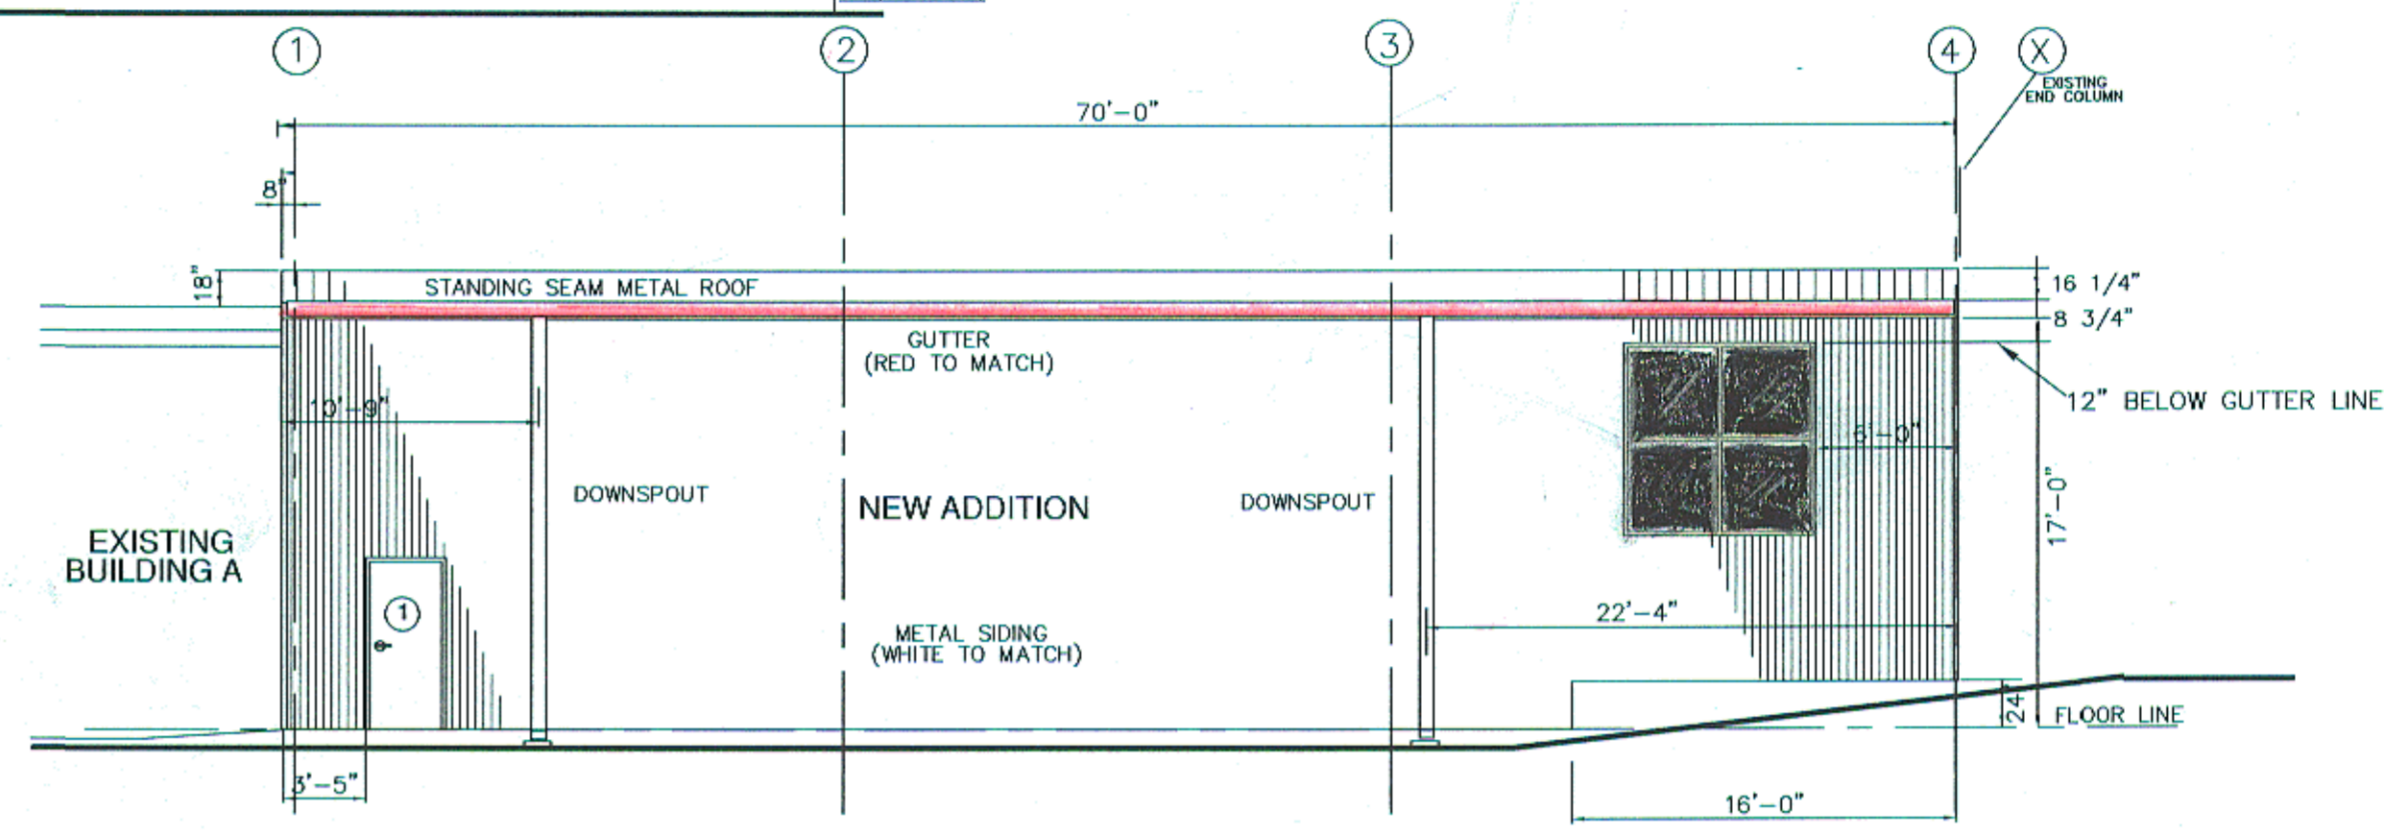 1
2
3
4
X
EXISTING
END COLUMN
70'-0"
8"
18"
STANDING SEAM METAL ROOF
16 1/4"
8 3/4"
GUTTER
(RED TO MATCH)
12" BELOW GUTTER LINE
10'-9"
DOWNSPOUT
NEW ADDITION
DOWNSPOUT
17'-0"
EXISTING
BUILDING A
1
METAL SIDING
(WHITE TO MATCH)
22'-4"
24
FLOOR LINE
3'-5"
16'-0"